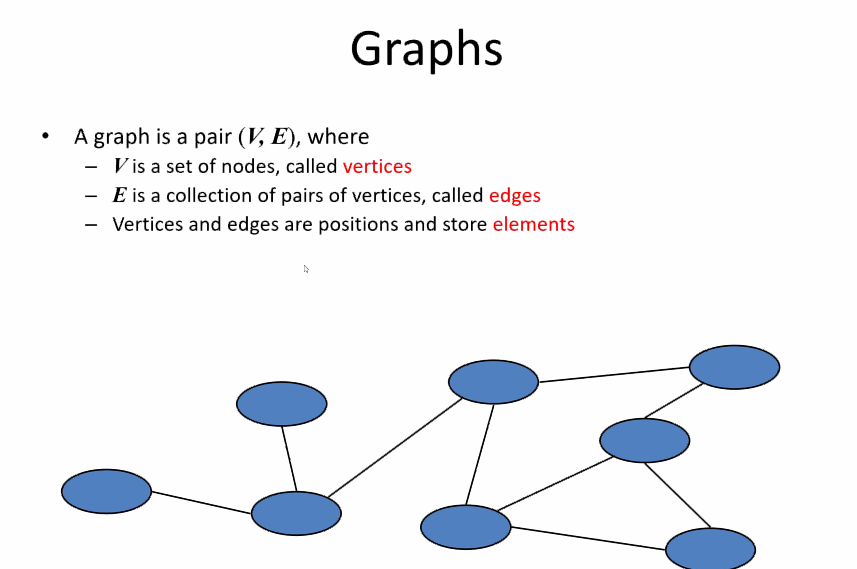 Graphs
• A graph is a pair (V, E), where
– V is a set of nodes, called vertices
– E is a collection of pairs of vertices, called edges
– Vertices and edges are positions and store elements